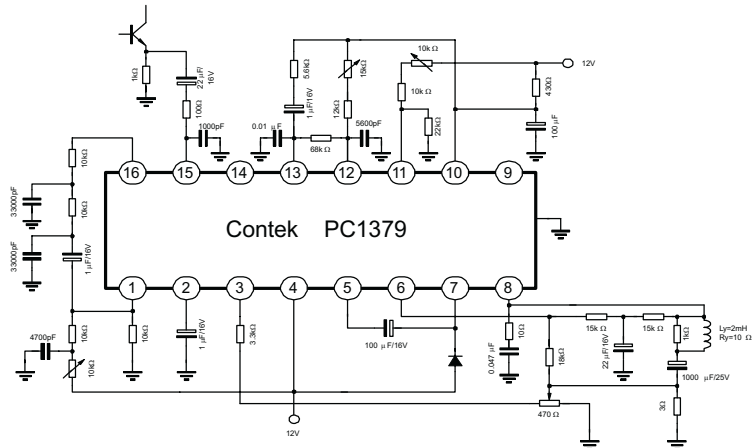 1kΩ
22 μF/
16V
100Ω
1000pF
5.6kΩ
1 μF/16V
0.01 μF
68kΩ
15kΩ
12kΩ
5600pF
10k Ω
10k Ω
22kΩ
12V
430Ω
100 μF
10kΩ
33000pF
10kΩ
33000pF
1 μF/16V
16 15 14 13 12 11 10 9
Contek PC1379
1 2 3 4 5 6 7 8
10kΩ
4700pF
10kΩ
10kΩ
1 μF/16V
3.3kΩ
100 μF/16V
12V
10Ω
0.047 μF
18kΩ
470 Ω
15k Ω
15k Ω
22 μF/16V
1kΩ
Ly=2mH
Ry=10 Ω
1000 μF/25V
3Ω